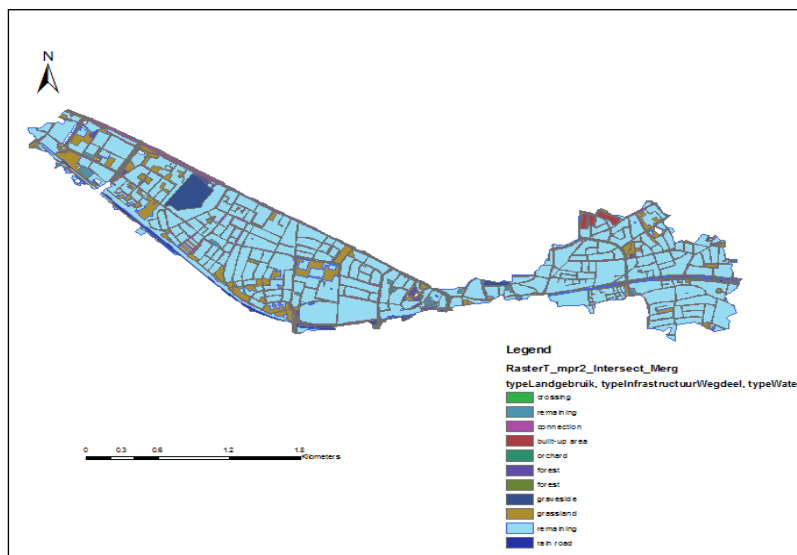 N
Legend
RasterT_mpr2_Intersect_Merg
typeLandgebruik, typeInfrastructuurWegdeel, typeWate
crossing
remaining
connection
built-up area
orchard
forest
forest
graveside
grassland
remaining
rain road
0 0.3 0.6 1.2 1.8
Kilometers